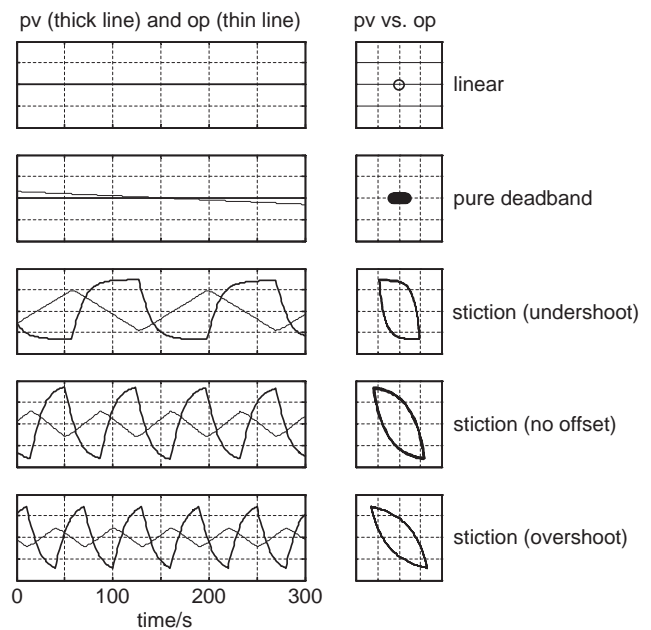 pv (thick line) and op (thin line)
pv vs. op
linear
pure deadband
stiction (undershoot)
stiction (no offset)
stiction (overshoot)
0 100 200 300
time/s